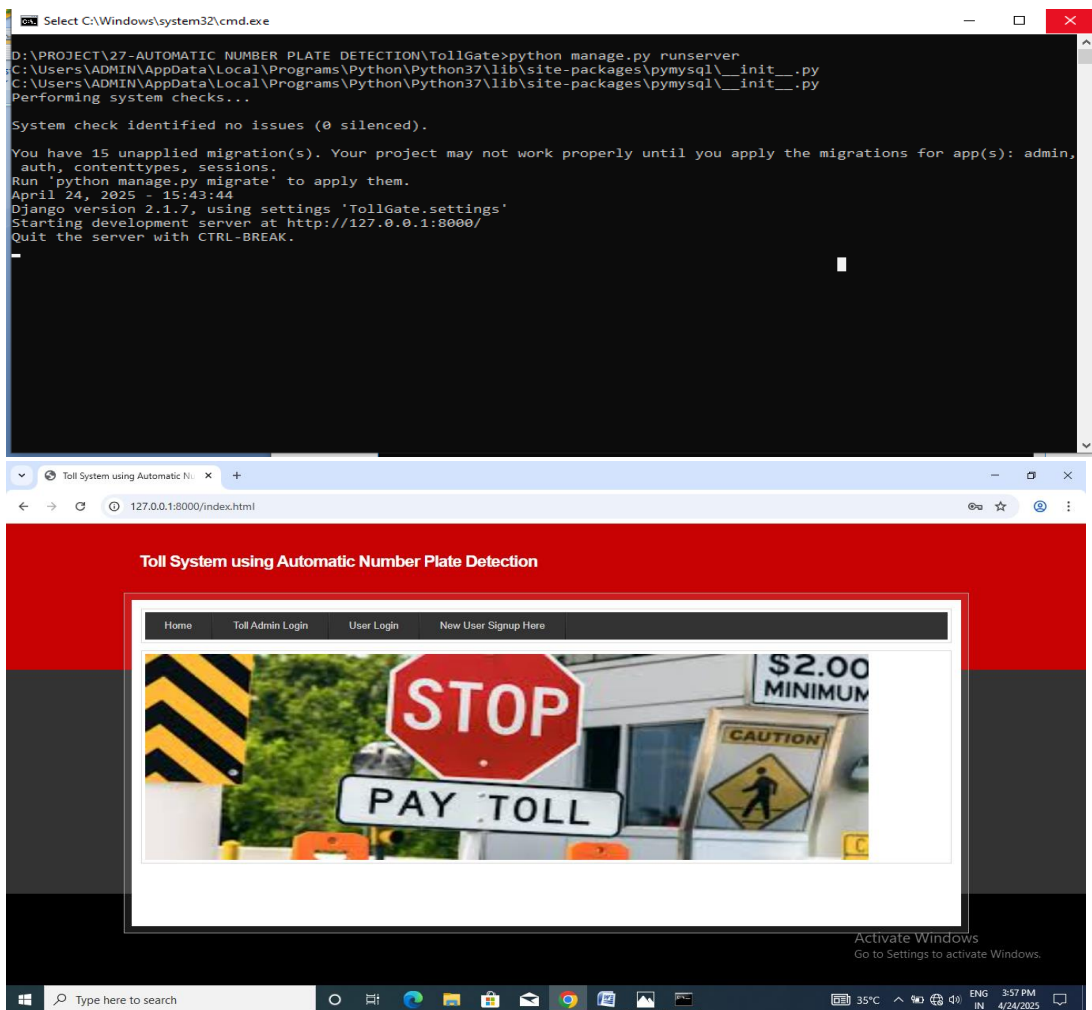 Select C:\Windows\system32\cmd.exe
D:\PROJECT\27-AUTOMATIC NUMBER PLATE DETECTION\TollGate>python manage.py runserver
C:\Users\ADMIN\AppData\Local\Programs\Python\Python37\lib\site-packages\pymysql\__init__.py
C:\Users\ADMIN\AppData\Local\Programs\Python\Python37\lib\site-packages\pymysql\__init__.py
Performing system checks...
System check identified no issues (0 silenced).
You have 15 unapplied migration(s). Your project may not work properly until you apply the migrations for app(s): admin,
auth, contenttypes, sessions.
Run 'python manage.py migrate' to apply them.
April 24, 2025 - 15:43:44
Django version 2.1.7, using settings 'TollGate.settings'
Starting development server at http://127.0.0.1:8000/
Quit the server with CTRL-BREAK.
Toll System using Automatic Nu
127.0.0.1:8000/index.html
Toll System using Automatic Number Plate Detection
Home Toll Admin Login User Login New User Signup Here
$2.00
MINIMUM
STOP
CAUTION
PAY TOLL
C
Activate Windows
Go to Settings to activate Windows.
Type here to search
35°C ENG 3:57 PM
IN 4/24/2025